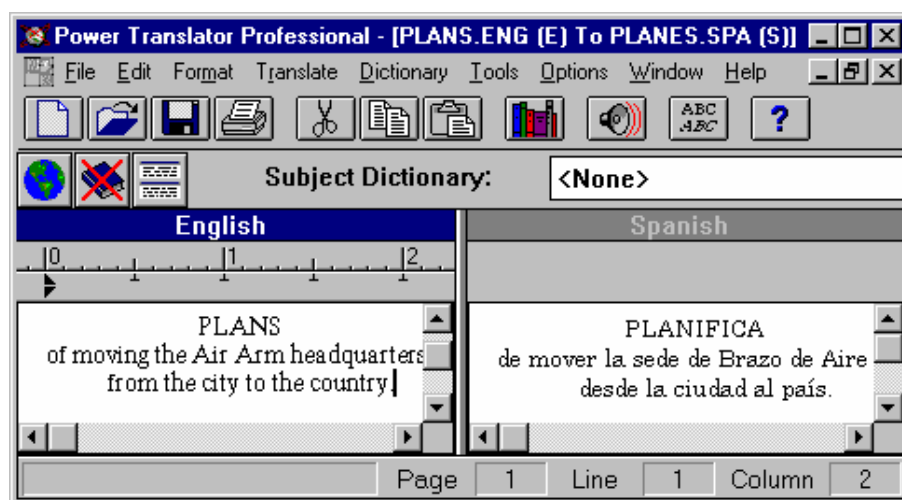 Power Translator Professional - [PLANS.ENG (E) To PLANES.SPA (S)]
File Edit Format Translate Dictionary Tools Options Window Help
ABC
ABC
?
Subject Dictionary: <None>
English
Spanish
0 1 2
PLANS
of moving the Air Arm headquarters
from the city to the country.
PLANIFICA
de mover la sede de Brazo de Aire
desde la ciudad al país.
Page 1 Line 1 Column 2